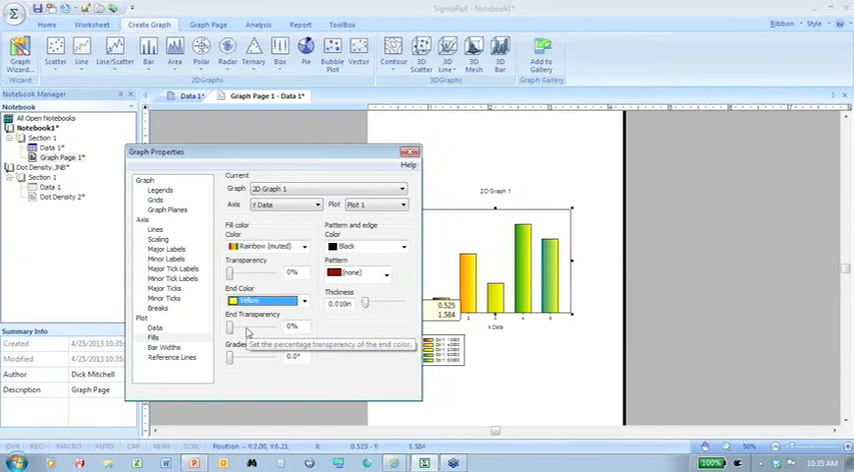 SigmaPlot - Notebook1*
Home Worksheet Create Graph Graph Page Analysis Report ToolBox Ribbon Style
Graph Wizard... Scatter Line Line/Scatter Bar Area Polar Radar Ternary Box Pie Bubble Plot Vector Contour 3D Scatter 3D Line 3D Mesh 3D Bar Add to Gallery
Wizard 2DGraphs 3DGraphs Graph Gallery
Notebook Manager
Notebook
All Open Notebooks
Notebook1*
Section 1
Data 1*
Graph Page 1*
Dot Density.JNB*
Section 1
Data 1
Dot Density 2*
Data 1* Graph Page 1 - Data 1*
Graph Properties
Help
Graph
Legends
Grids
Graph Planes
Axis
Lines
Scaling
Major Labels
Minor Labels
Major Tick Labels
Minor Tick Labels
Major Ticks
Minor Ticks
Breaks
Plot
Data
Fills
Bar Widths
Reference Lines
Current
Graph 2D Graph 1
Axis Y Data Plot Plot 1
Fill color
Color
Rainbow (muted)
Transparency
0%
End Color
Yellow
End Transparency
0%
Set the percentage transparency of the end color.
0.0°
Pattern and edge
Color
Black
Pattern
(none)
Thickness
0.010in
2D Graph 1
0.525
1.584
X Data
Summary Info
Created 4/25/2013
Modified 4/25/2013
Author Dick Mitchell
Description Graph Page
OVR REC MACRO AUTO CAP NUM SCRL Position -- X:2.00, Y:6.21 X: 0.525 - Y: 1.584 50%
100% 10:35 AM